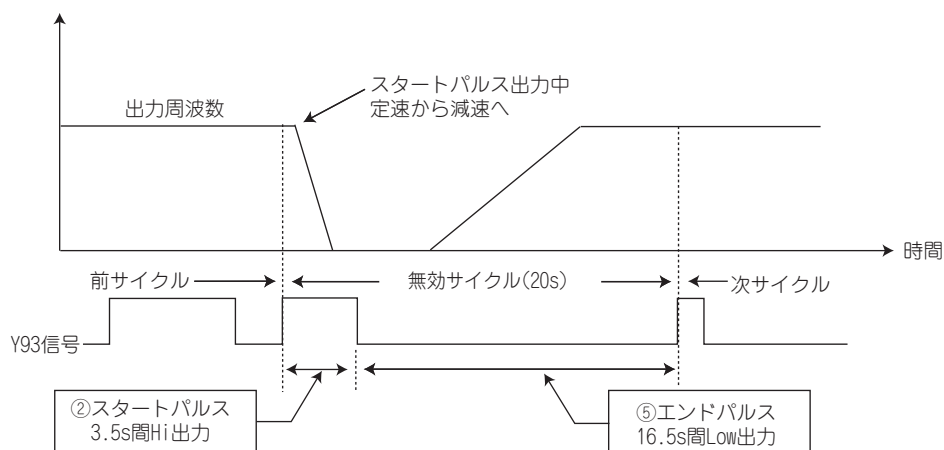 スタートパルス出力中
定速から減速へ
出力周波数
時間
前サイクル
無効サイクル(20s)
次サイクル
Y93信号
②スタートパルス
3.5s間Hi出力
⑤エンドパルス
16.5s間Low出力